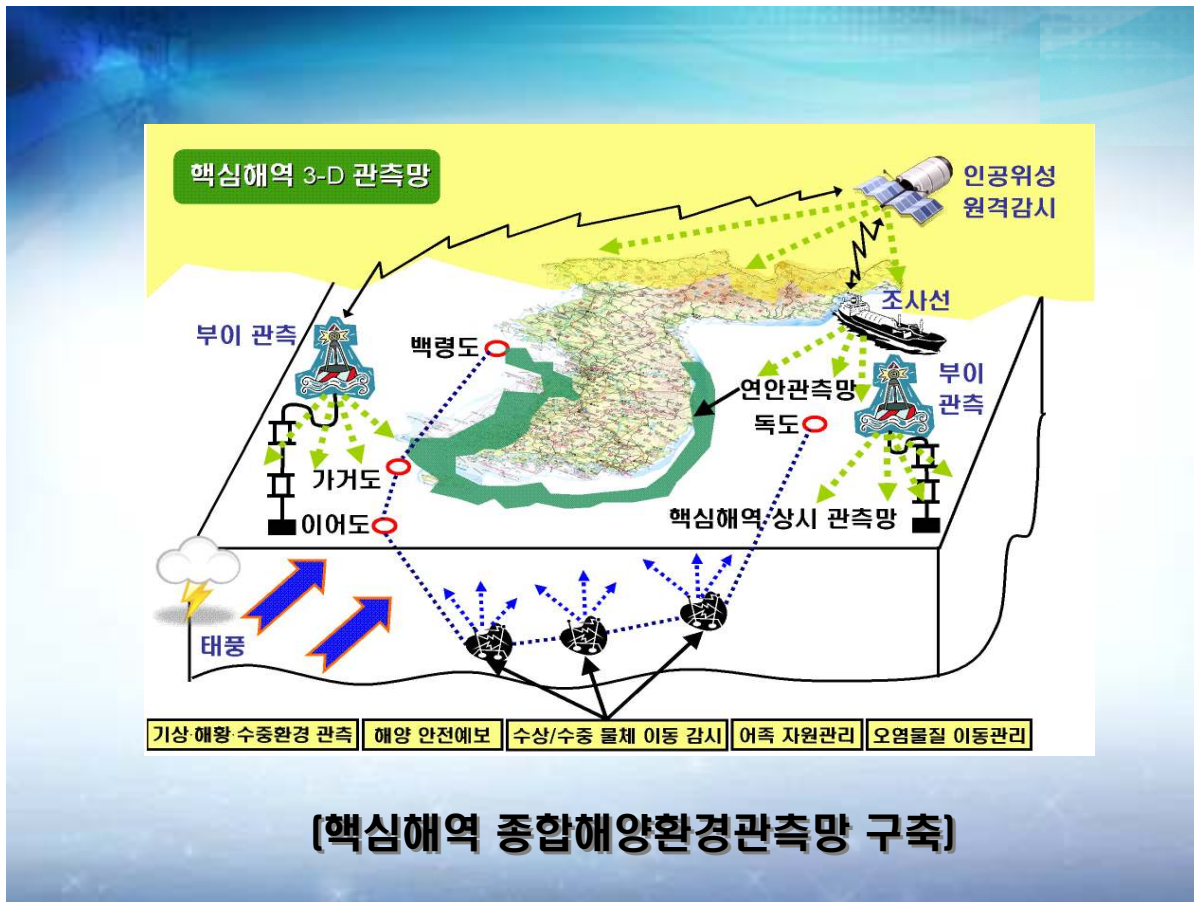 핵심해역 3-D 관측망
인공위성
원격감시
조사선
부이 관측
백령도
부이
관측
연안관측망
독도
가거도
핵심해역 상시 관측망
이어도
태풍
기상·해황·수중환경 관측
해양 안전예보
수상/수중 물체 이동 감시
어족 자원관리
오염물질 이동관리
(핵심해역 종합해양환경관측망 구축)